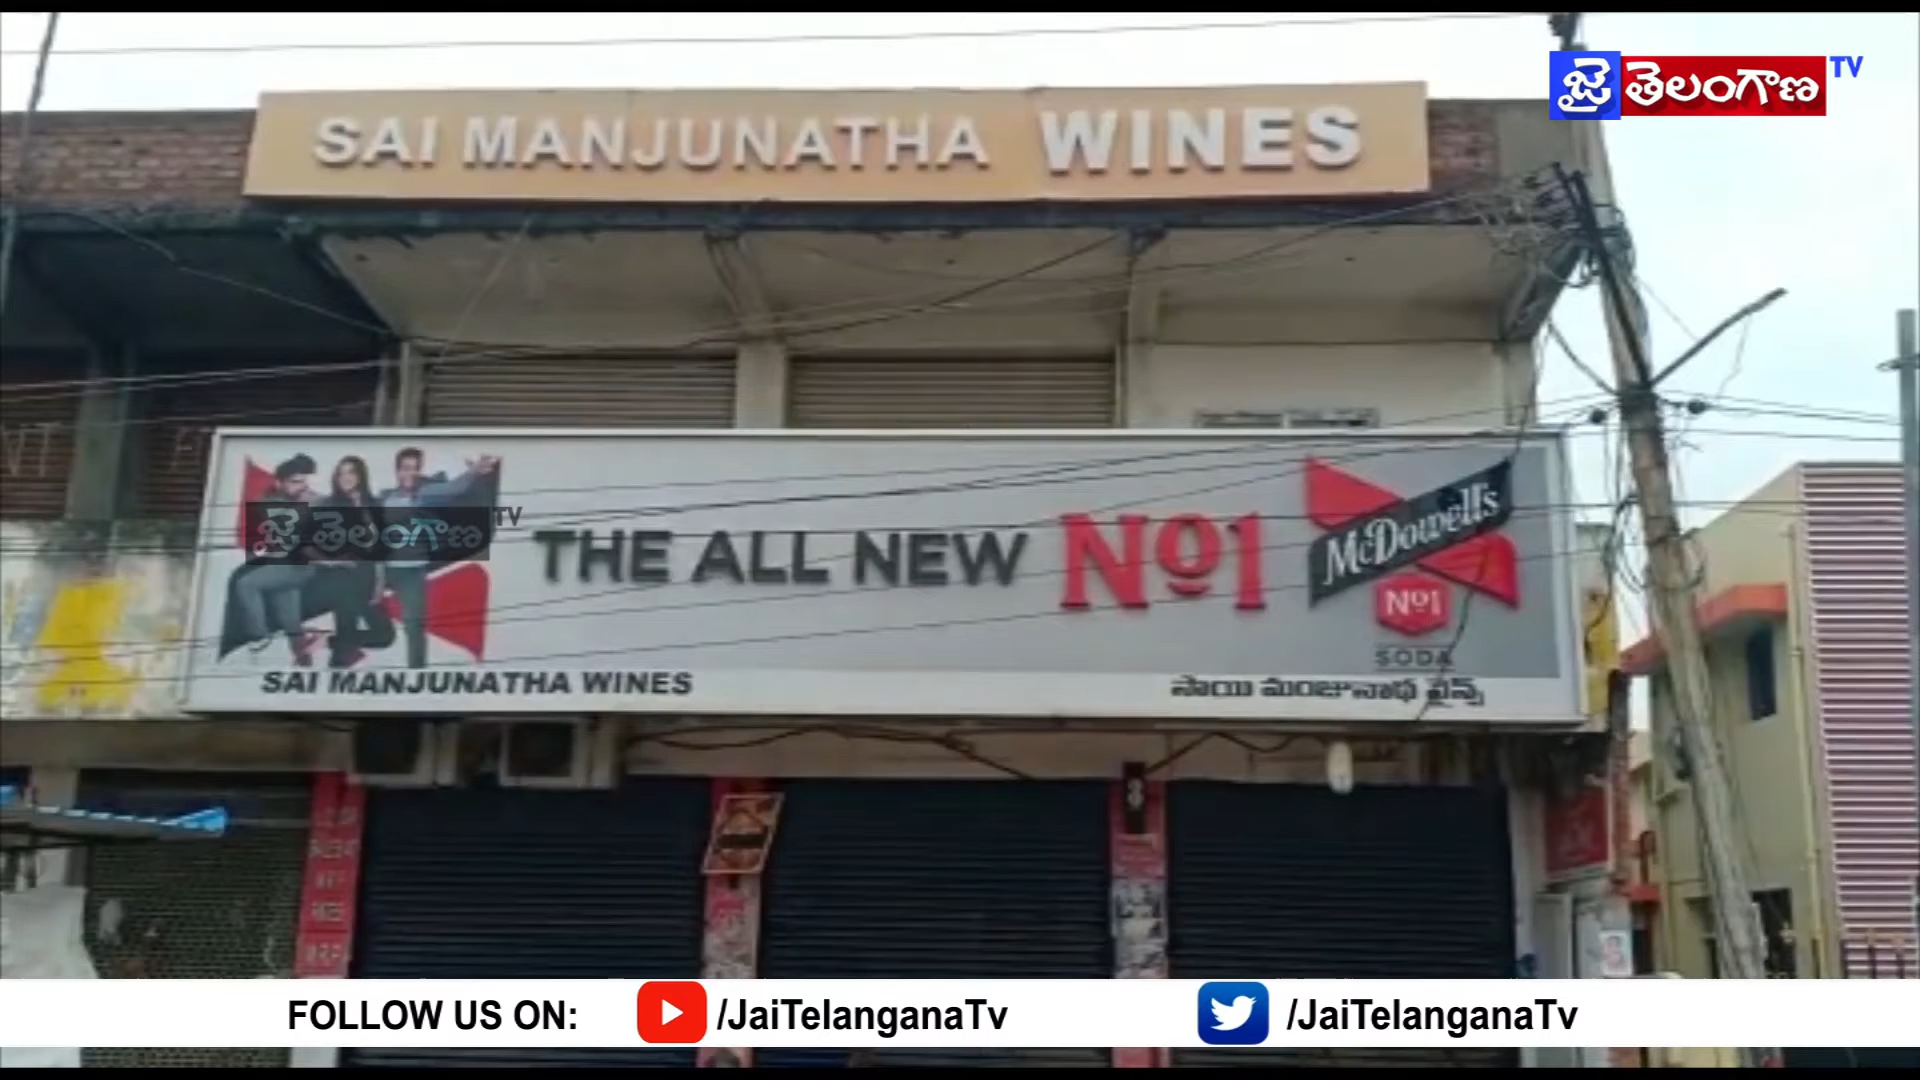 జై తెలంగాణ TV
SAI MANJUNATHA WINES
జై తెలంగాణ TV
THE ALL NEW No1
McDowell's
No1
SODA
SAI MANJUNATHA WINES
సాయి మంజునాథ వైన్స్
FOLLOW US ON: /JaiTelanganaTv /JaiTelanganaTv